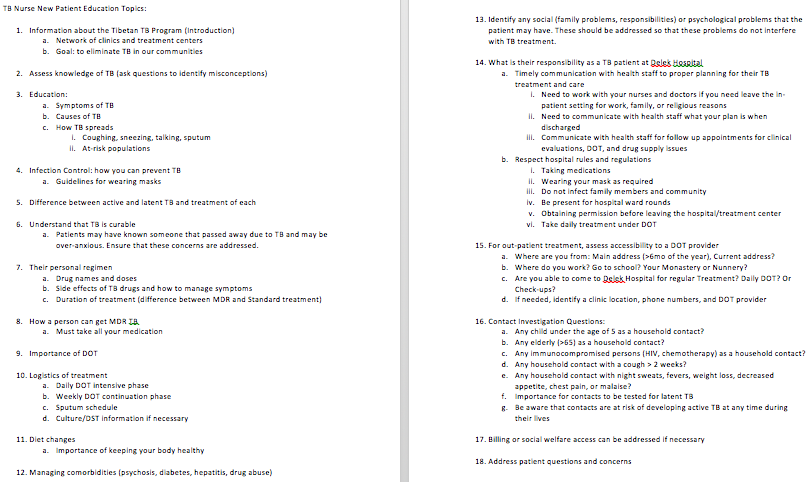 TB Nurse New Patient Education Topics:
1. Information about the Tibetan TB Program (Introduction)
a. Network of clinics and treatment centers
b. Goal: to eliminate TB in our communities
2. Assess knowledge of TB (ask questions to identify misconceptions)
3. Education:
a. Symptoms of TB
b. Causes of TB
c. How TB spreads
i. Coughing, sneezing, talking, sputum
ii. At-risk populations
4. Infection Control: how you can prevent TB
a. Guidelines for wearing masks
5. Difference between active and latent TB and treatment of each
6. Understand that TB is curable
a. Patients may have known someone that passed away due to TB and may be
over-anxious. Ensure that these concerns are addressed.
7. Their personal regimen
a. Drug names and doses
b. Side effects of TB drugs and how to manage symptoms
c. Duration of treatment (difference between MDR and Standard treatment)
8. How a person can get MDR TB
a. Must take all your medication
9. Importance of DOT
10. Logistics of treatment
a. Daily DOT intensive phase
b. Weekly DOT continuation phase
c. Sputum schedule
d. Culture/DST information if necessary
11. Diet changes
a. Importance of keeping your body healthy
12. Managing comorbidities (psychosis, diabetes, hepatitis, drug abuse)
13. Identify any social (family problems, responsibilities) or psychological problems that the
patient may have. These should be addressed so that these problems do not interfere
with TB treatment.
14. What is their responsibility as a TB patient at Delek Hospital
a. Timely communication with health staff to proper planning for their TB
treatment and care
i. Need to work with your nurses and doctors if you need leave the in-
patient setting for work, family, or religious reasons
ii. Need to communicate with health staff what your plan is when
discharged
iii. Communicate with health staff for follow up appointments for clinical
evaluations, DOT, and drug supply issues
b. Respect hospital rules and regulations
i. Taking medications
ii. Wearing your mask as required
iii. Do not infect family members and community
iv. Be present for hospital ward rounds
v. Obtaining permission before leaving the hospital/treatment center
vi. Take daily treatment under DOT
15. For out-patient treatment, assess accessibility to a DOT provider
a. Where are you from: Main address (>6mo of the year), Current address?
b. Where do you work? Go to school? Your Monastery or Nunnery?
c. Are you able to come to Delek Hospital for regular Treatment? Daily DOT? Or
Check-ups?
d. If needed, identify a clinic location, phone numbers, and DOT provider
16. Contact Investigation Questions:
a. Any child under the age of 5 as a household contact?
b. Any elderly (>65) as a household contact?
c. Any immunocompromised persons (HIV, chemotherapy) as a household contact?
d. Any household contact with a cough > 2 weeks?
e. Any household contact with night sweats, fevers, weight loss, decreased
appetite, chest pain, or malaise?
f. Importance for contacts to be tested for latent TB
g. Be aware that contacts are at risk of developing active TB at any time during
their lives
17. Billing or social welfare access can be addressed if necessary
18. Address patient questions and concerns